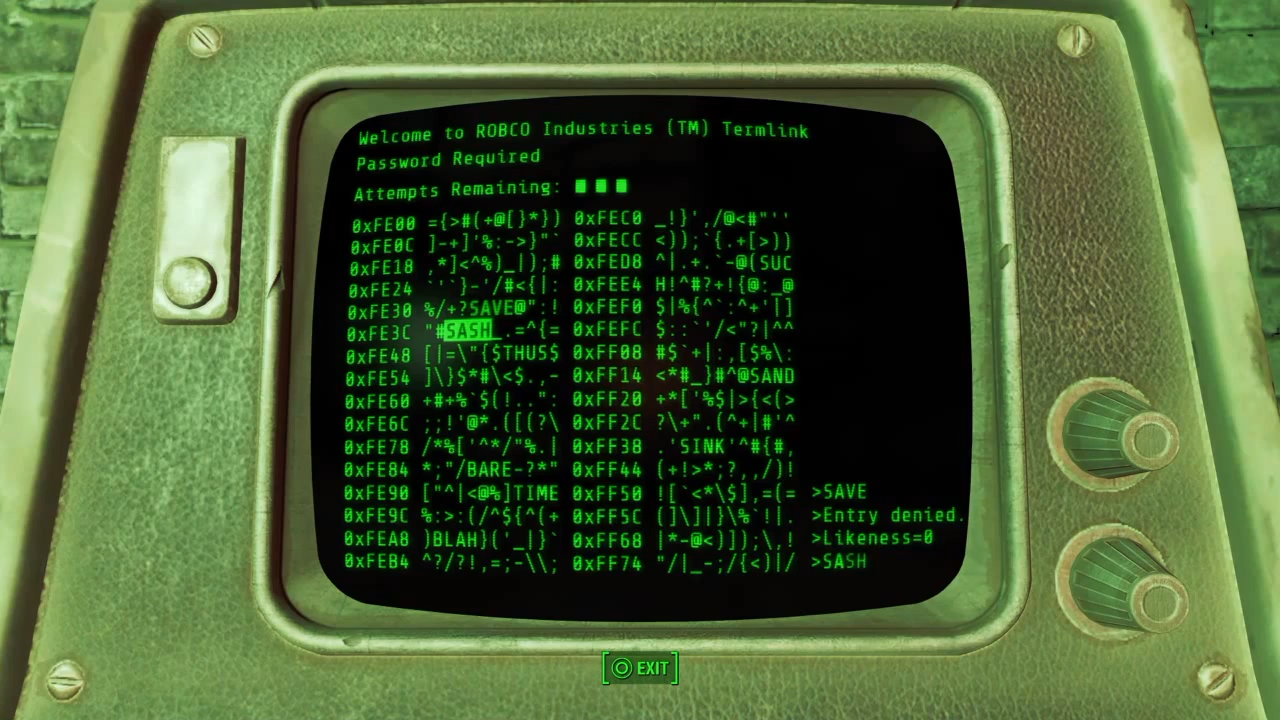 Welcome to ROBCO Industries (TM) Termlink
Password Required
Attempts Remaining: ■ ■ ■
0xFE00 ={>#(+@[}*}) 0xFEC0 _!}',/@<#"''
0xFE0C ]-+]'%:->}"` 0xFECC <));`{.+[>))
0xFE18 ,*]<^%)_|);# 0xFED8 ^|.+.`-@(SUC
0xFE24 `'`}-'/#<{|: 0xFEE4 H!^#?+!{@:_@
0xFE30 %/+?SAVE@":! 0xFEF0 $|%{^`:^+'|]
0xFE3C "#SASH_.=^{= 0xFEFC $::`'/<"?|^^
0xFE48 [|=\"{$THUS$ 0xFF08 #$`+|:,[$%\:
0xFE54 ]\}$*#\<$.,- 0xFF14 <*#_}#^@SAND
0xFE60 +#+%`$(!..": 0xFF20 +*['%$|>{<(>
0xFE6C ;;!'@*.([(?\ 0xFF2C ?\+".(^+|#'^
0xFE78 /*%['^*/"%.| 0xFF38 .'SINK'^#{#,
0xFE84 *;"/BARE-?*" 0xFF44 (+!>*;?,,/)!
0xFE90 ["^|<@%]TIME 0xFF50 ![`<*\$],=(= >SAVE
0xFE9C %:>:(/^${^(+ 0xFF5C (]\]|}\%`!|. >Entry denied.
0xFEA8 )BLAH}('_|}` 0xFF68 |*-@<)]);\,! >Likeness=0
0xFEB4 ^?/?!,=;-\\; 0xFF74 "/|_-;/{<)|/ >SASH
EXIT